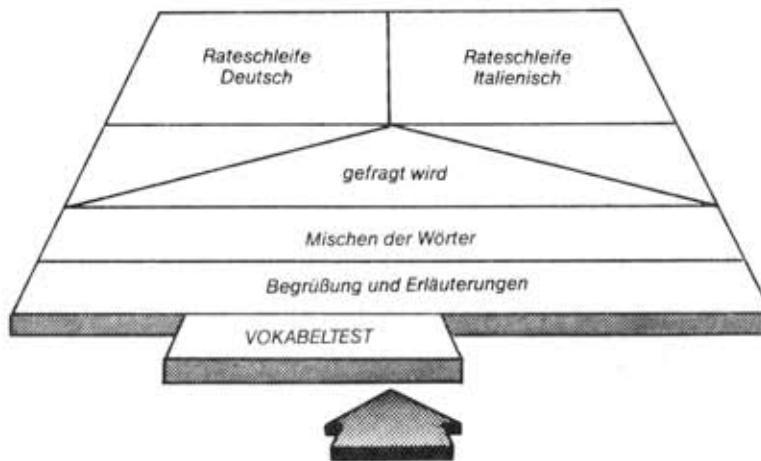 Rateschleife
Deutsch
Rateschleife
Italienisch
gefragt wird
Mischen der Wörter
Begrüßung und Erläuterungen
VOKABELTEST